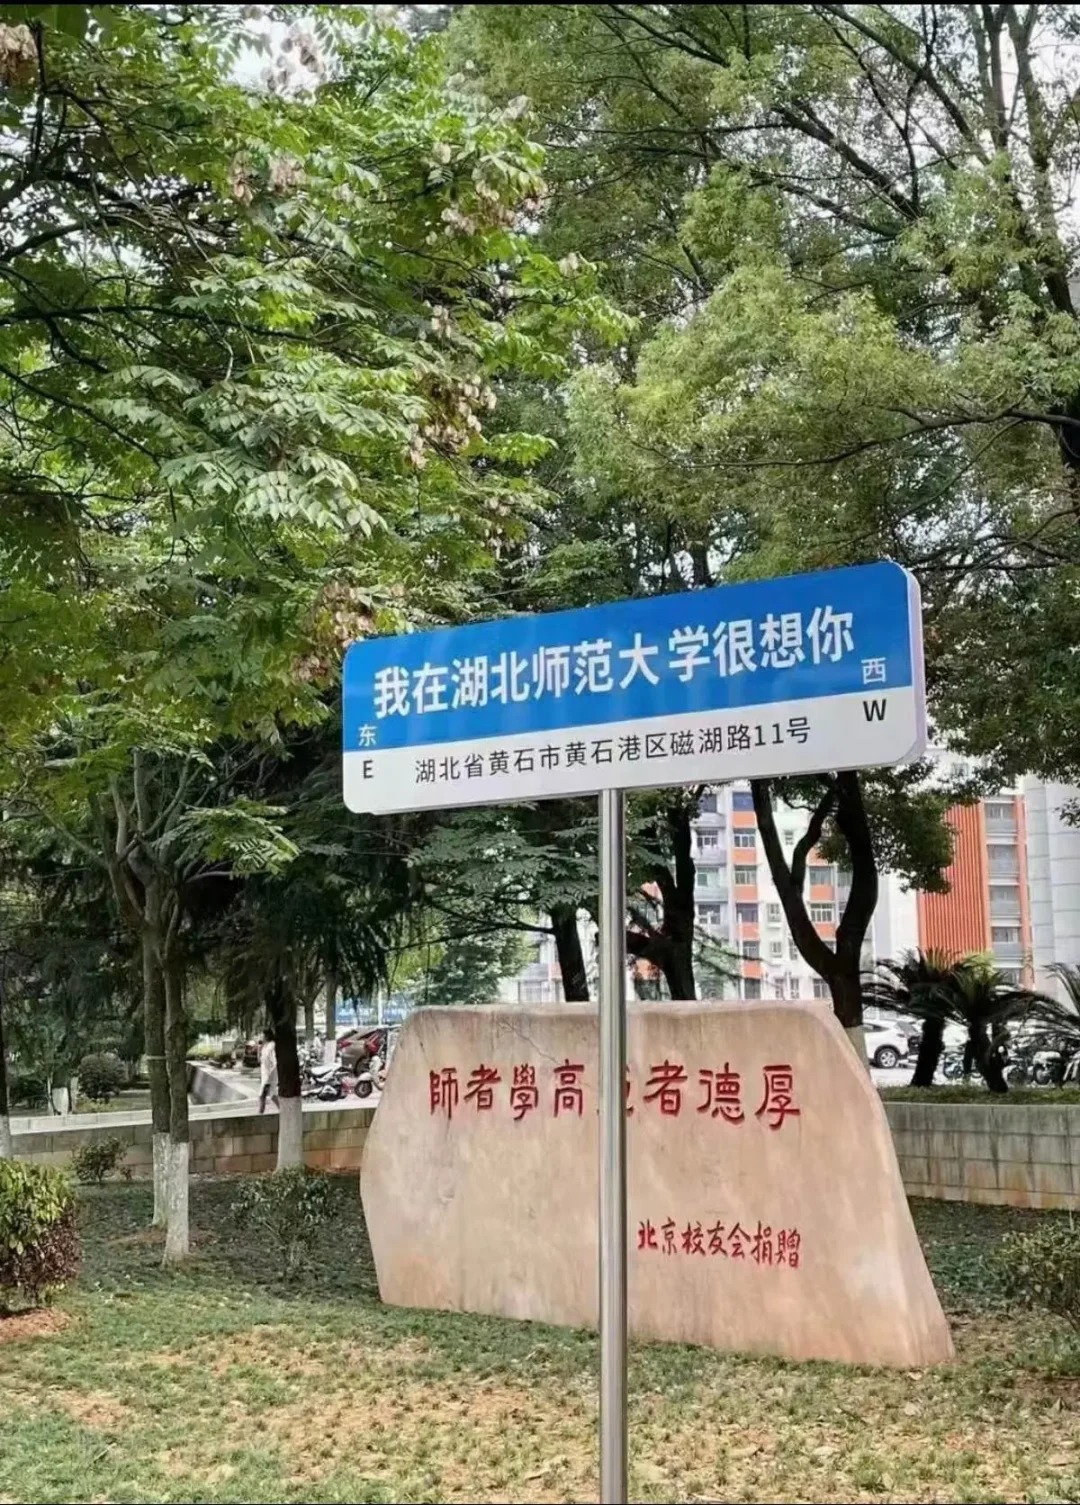 我在湖北师范大学很想你
东
E
西
W
湖北省黄石市黄石港区磁湖路11号
師者學高 者德厚
北京校友会捐贈